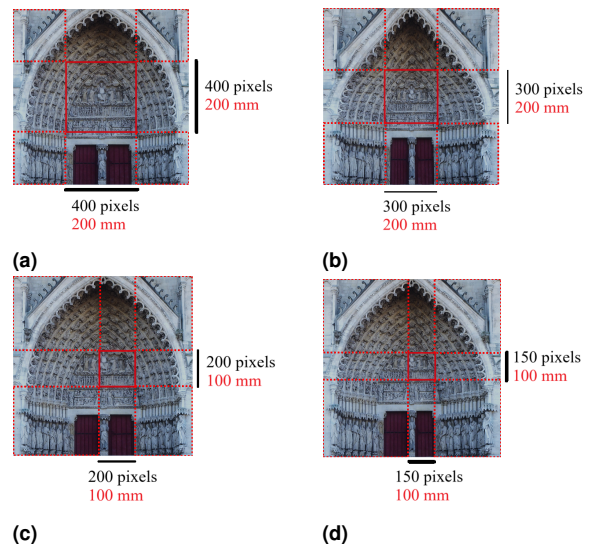 400 pixels
200 mm
400 pixels
200 mm
(a)
300 pixels
200 mm
300 pixels
200 mm
(b)
200 pixels
100 mm
200 pixels
100 mm
(c)
150 pixels
100 mm
150 pixels
100 mm
(d)